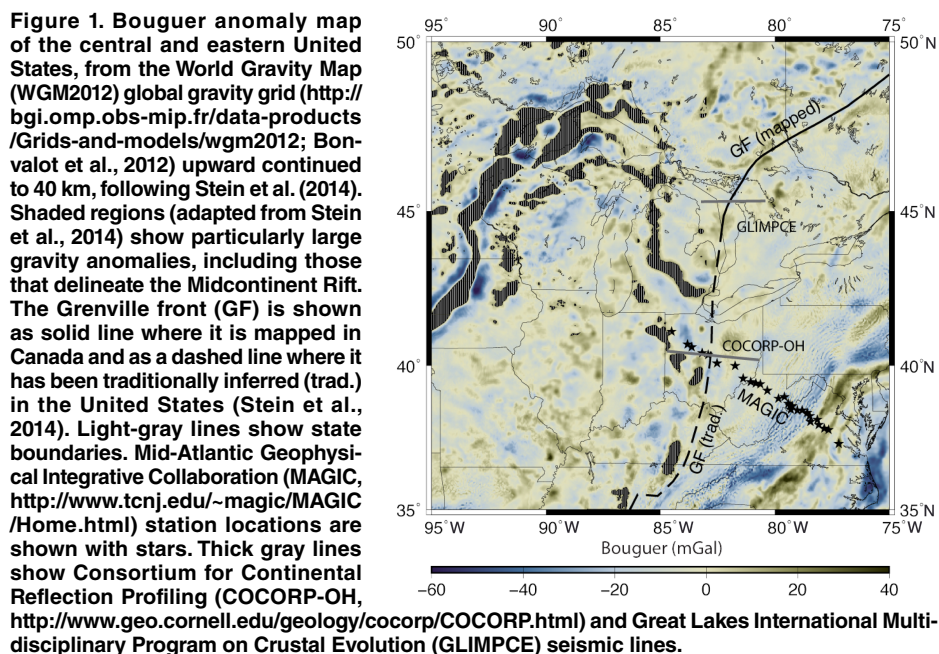 Figure 1. Bouguer anomaly map
of the central and eastern United
States, from the World Gravity Map
(WGM2012) global gravity grid (http://
bgi.omp.obs-mip.fr/data-products
/Grids-and-models/wgm2012; Bon-
valot et al., 2012) upward continued
to 40 km, following Stein et al. (2014).
Shaded regions (adapted from Stein
et al., 2014) show particularly large
gravity anomalies, including those
that delineate the Midcontinent Rift.
The Grenville front (GF) is shown
as solid line where it is mapped in
Canada and as a dashed line where it
has been traditionally inferred (trad.)
in the United States (Stein et al.,
2014). Light-gray lines show state
boundaries. Mid-Atlantic Geophysi-
cal Integrative Collaboration (MAGIC,
http://www.tcnj.edu/~magic/MAGIC
/Home.html) station locations are
shown with stars. Thick gray lines
show Consortium for Continental
Reflection Profiling (COCORP-OH,
http://www.geo.cornell.edu/geology/cocorp/COCORP.html) and Great Lakes International Multi-
disciplinary Program on Crustal Evolution (GLIMPCE) seismic lines.
95° 90° 85° 80° 75°
50° 50°N
GF (mapped)
45° 45°N
GLIMPCE
COCORP-OH
40° 40°N
MAGIC
GF (trad.)
35° 35°N
95°W 90°W 85°W 80°W 75°W
Bouguer (mGal)
−60 −40 −20 0 20 40